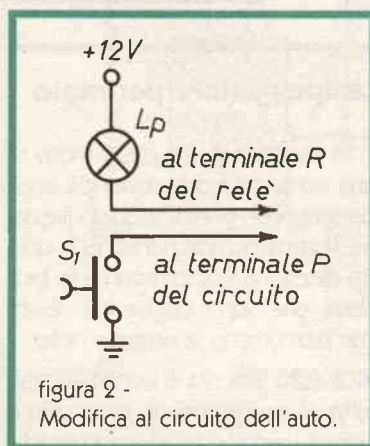 +12V
Lp
al terminale R
del relè
S1
al terminale P
del circuito
figura 2 -
Modifica al circuito dell'auto.